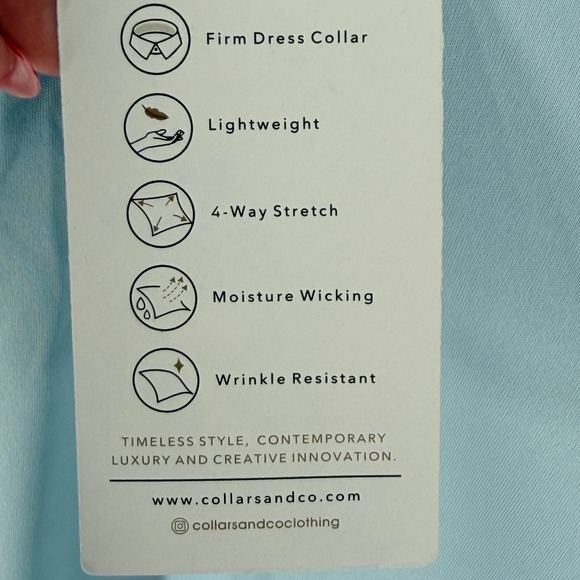 Firm Dress Collar
Lightweight
4-Way Stretch
Moisture Wicking
Wrinkle Resistant
TIMELESS STYLE, CONTEMPORARY
LUXURY AND CREATIVE INNOVATION.
www.collarsandco.com
collarsandcoclothing